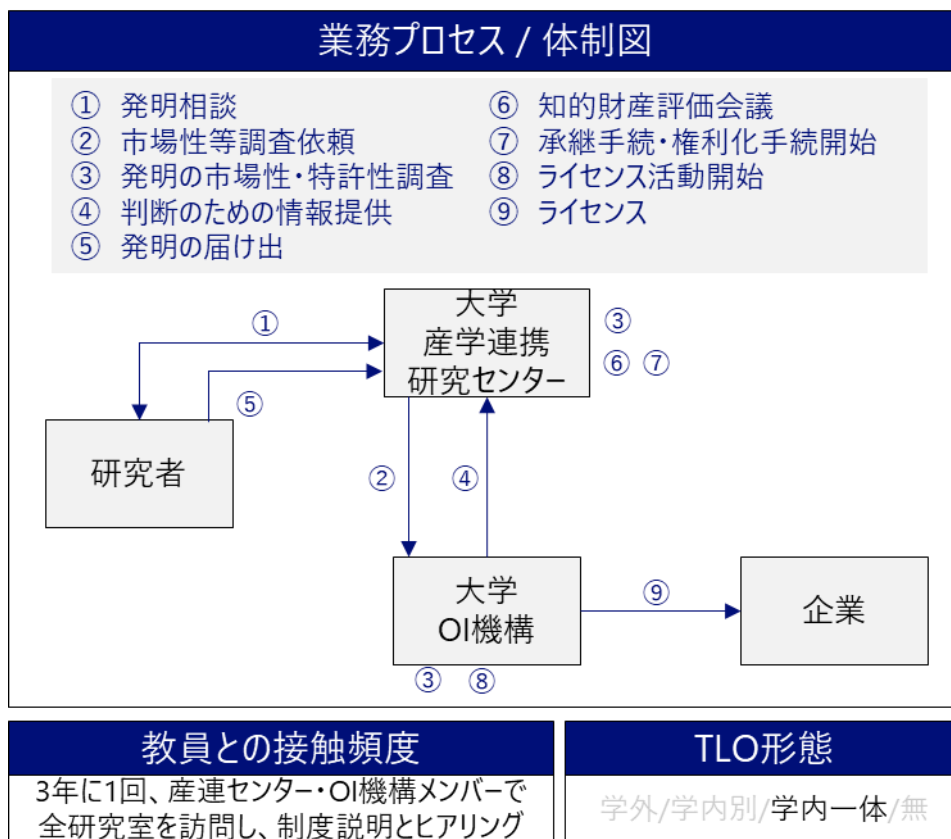 業務プロセス / 体制図
① 発明相談
② 市場性等調査依頼
③ 発明の市場性・特許性調査
④ 判断のための情報提供
⑤ 発明の届け出
⑥ 知的財産評価会議
⑦ 承継手続・権利化手続開始
⑧ ライセンス活動開始
⑨ ライセンス
大学
産学連携
研究センター
③
⑥ ⑦
①
⑤
研究者
②
④
大学
OI機構
⑨
企業
③ ⑧
教員との接触頻度
3年に1回、産連センター・OI機構メンバーで
全研究室を訪問し、制度説明とヒアリング
TLO形態
学外/学内別/学内一体/無